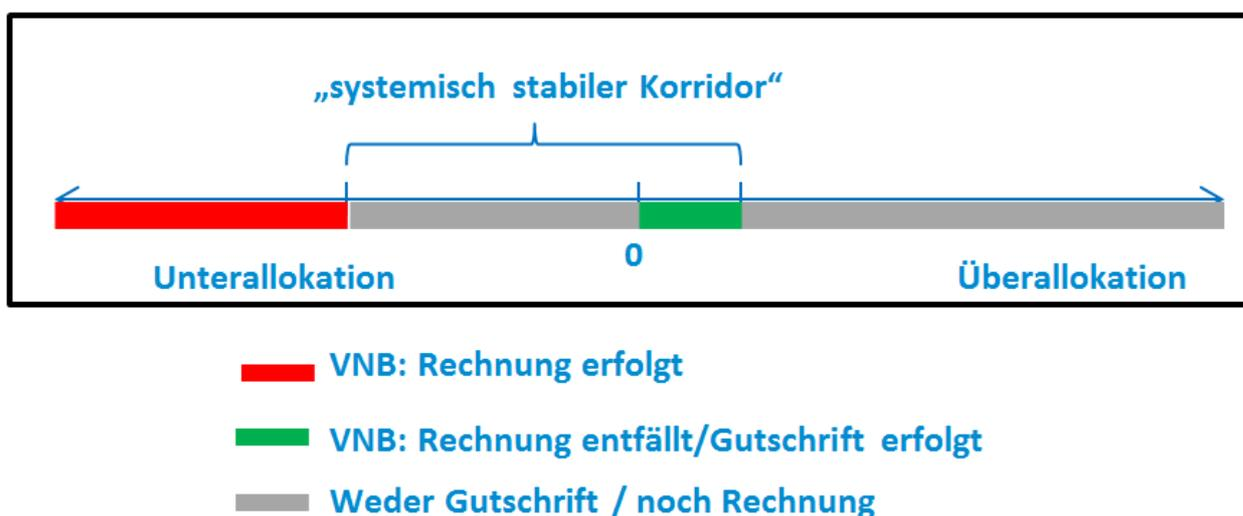 „systemisch stabiler Korridor“
0
Unterallokation
Überallokation
VNB: Rechnung erfolgt
VNB: Rechnung entfällt/Gutschrift erfolgt
Weder Gutschrift / noch Rechnung